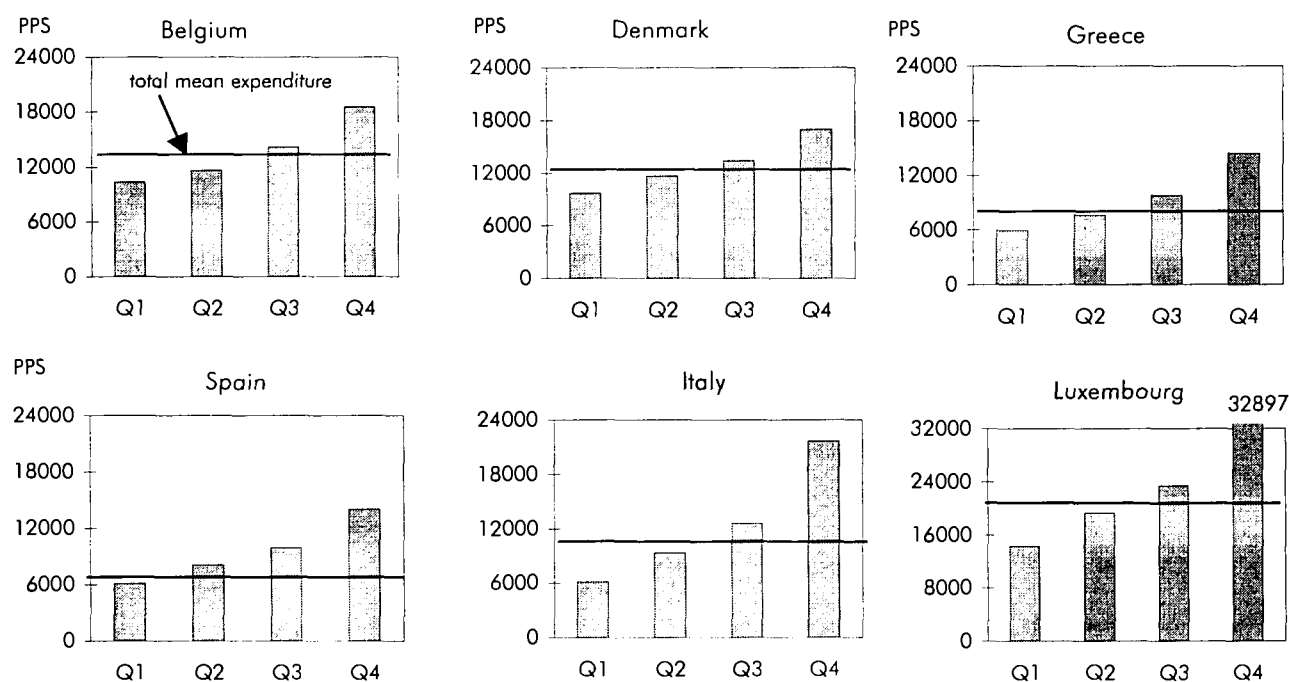 PPS
Belgium
24000
total mean expenditure
18000
12000
6000
0
Q1 Q2 Q3 Q4
PPS
Denmark
24000
18000
12000
6000
0
Q1 Q2 Q3 Q4
PPS
Greece
24000
18000
12000
6000
0
Q1 Q2 Q3 Q4
PPS
Spain
24000
18000
12000
6000
0
Q1 Q2 Q3 Q4
Italy
24000
18000
12000
6000
0
Q1 Q2 Q3 Q4
Luxembourg
32897
32000
24000
16000
8000
0
Q1 Q2 Q3 Q4